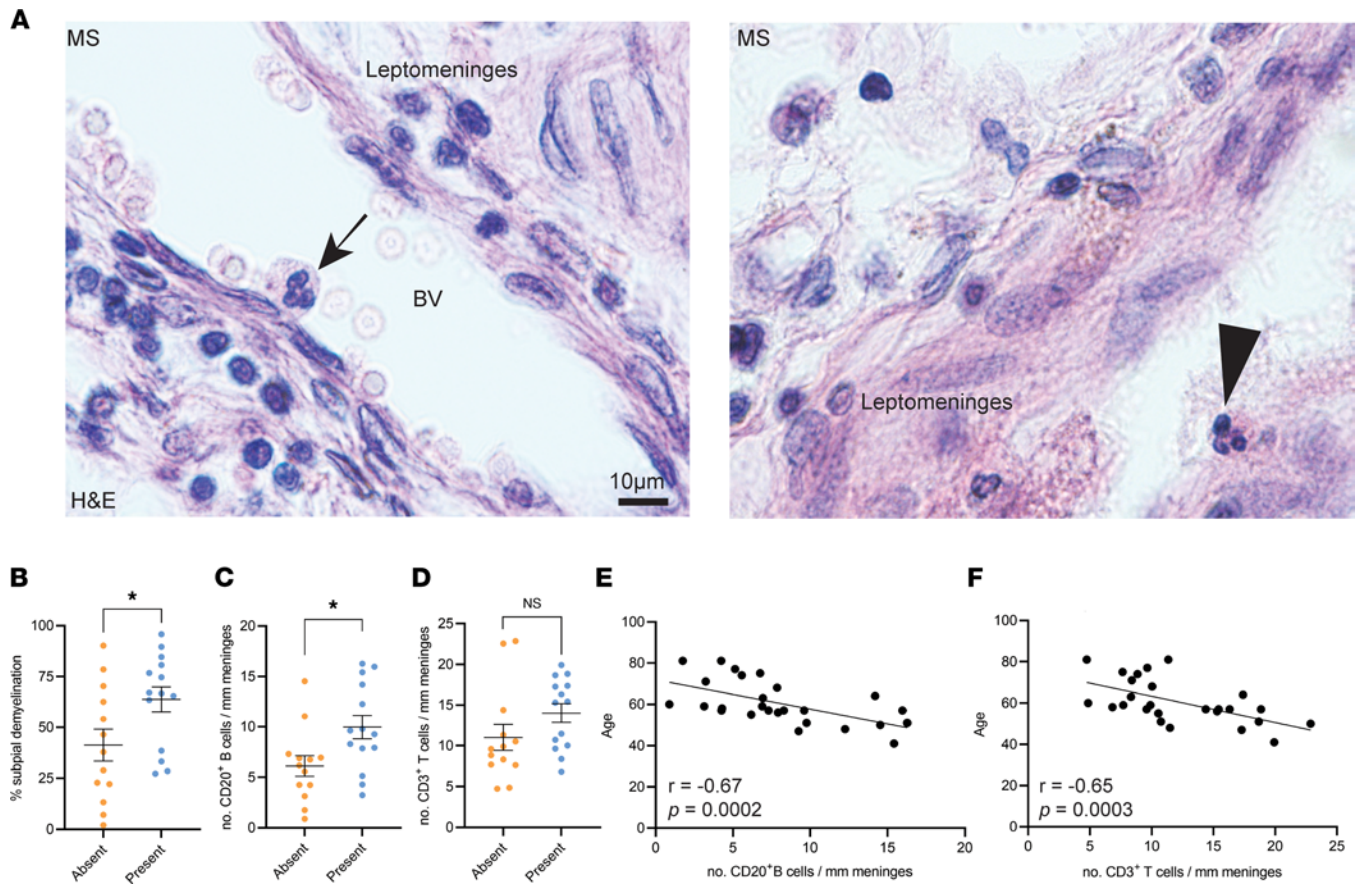 A
MS
Leptomeninges
BV
H&E
10µm
MS
Leptomeninges
B
*
% subpial demyelination
100
75
50
25
0
Absent
Present
C
*
no. CD20+ B cells / mm meninges
20
15
10
5
0
Absent
Present
D
NS
no. CD3+ T cells / mm meninges
25
20
15
10
5
0
Absent
Present
E
Age
100
80
60
40
20
0
r = -0.67
p = 0.0002
0
5
10
15
20
no. CD20+B cells / mm meninges
F
Age
100
80
60
40
20
0
r = -0.65
p = 0.0003
0
5
10
15
20
25
no. CD3+ T cells / mm meninges